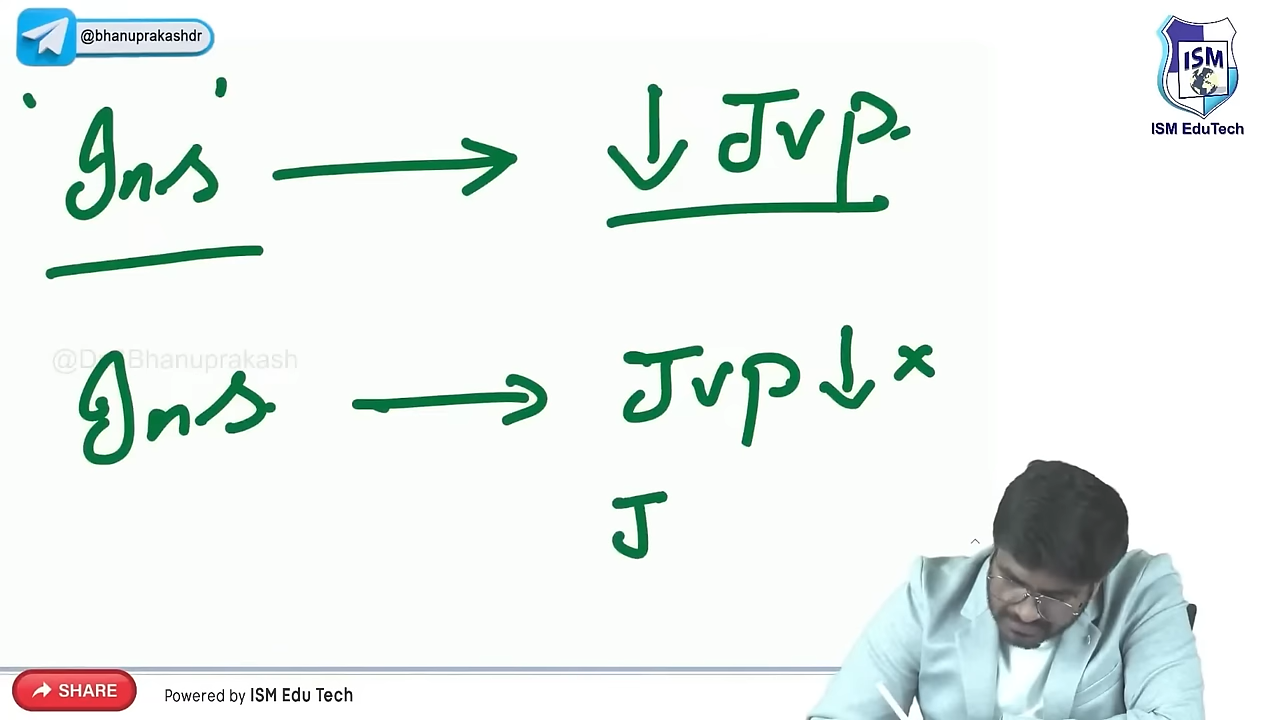 @bhanuprakashdr
ISM
ISM EduTech
'Ins' → ↓ JVP.
@Dr.Bhanuprakash
Ins. → JVP ↓ ×
J
SHARE
Powered by ISM Edu Tech